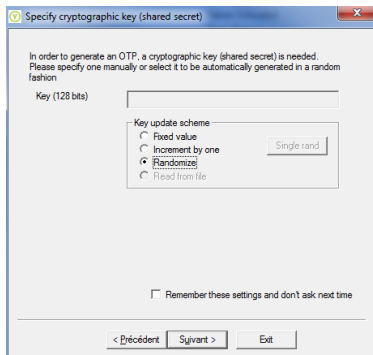 Specify cryptographic key (shared secret)
In order to generate an OTP, a cryptographic key (shared secret) is needed.
Please specify one manually or select it to be automatically generated in a random
fashion
Key (128 bits)
Key update scheme
Fixed value
Increment by one
Single rand
Randomize
Read from file
Remember these settings and don't ask next time
< Précédent
Suivant >
Exit